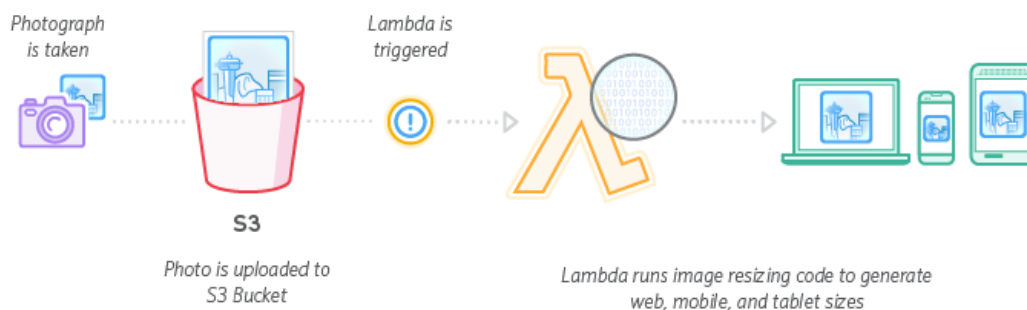 Photograph
is taken
Lambda is
triggered
S3
Photo is uploaded to
S3 Bucket
Lambda runs image resizing code to generate
web, mobile, and tablet sizes